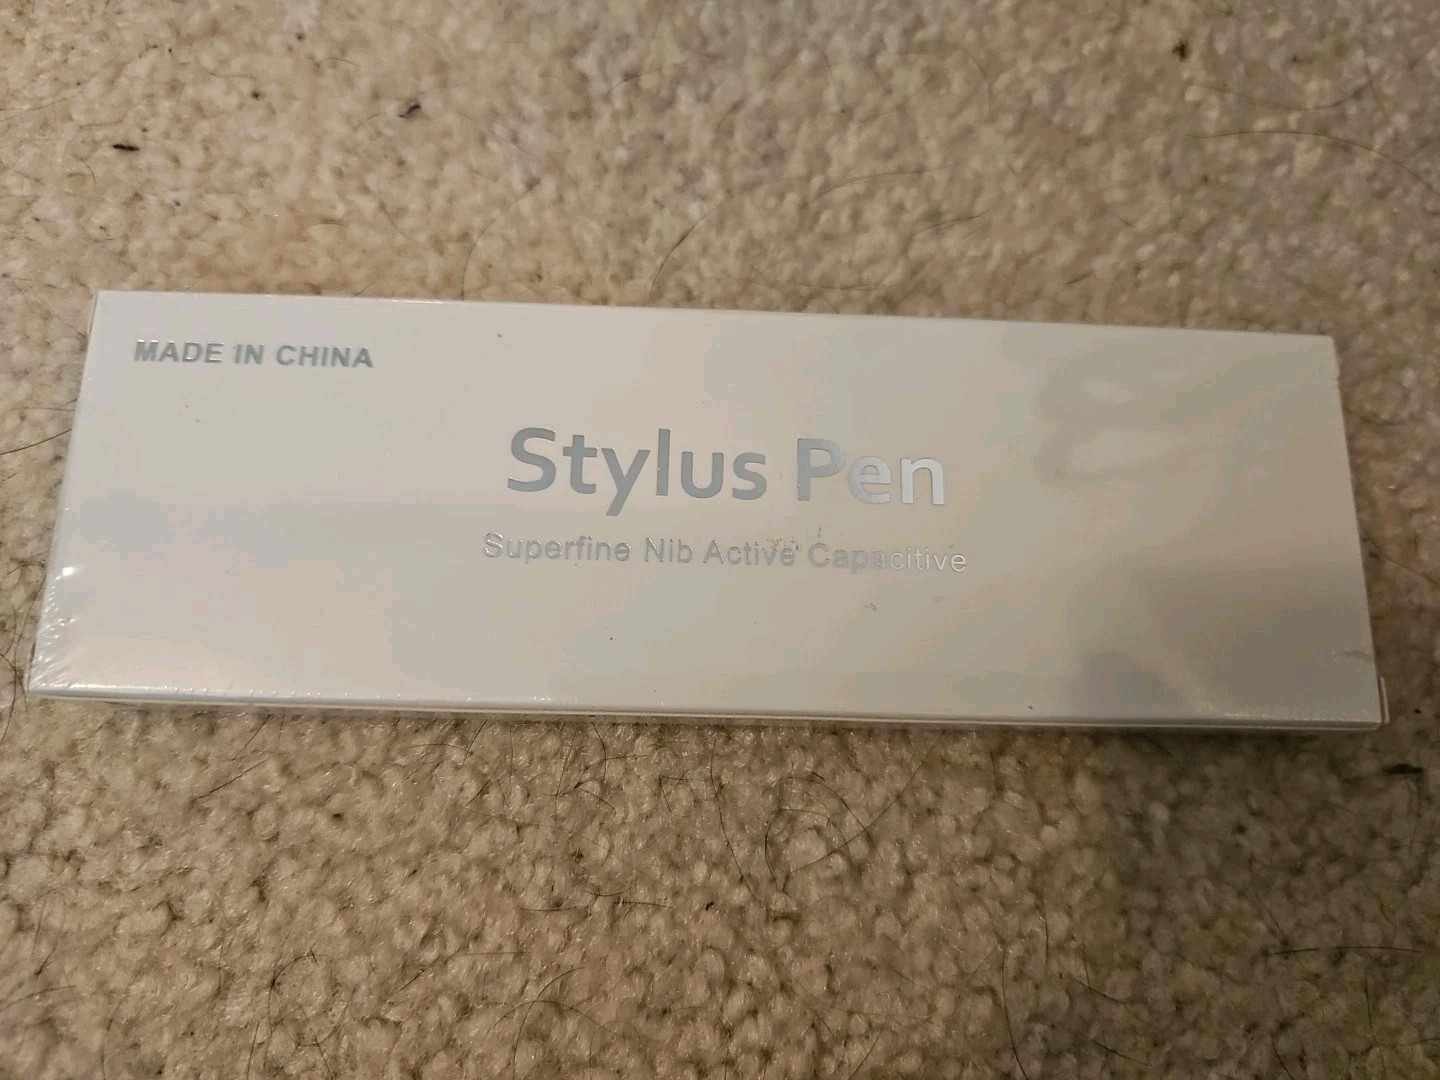 MADE IN CHINA
Stylus Pen
Superfine Nib Active Capacitive